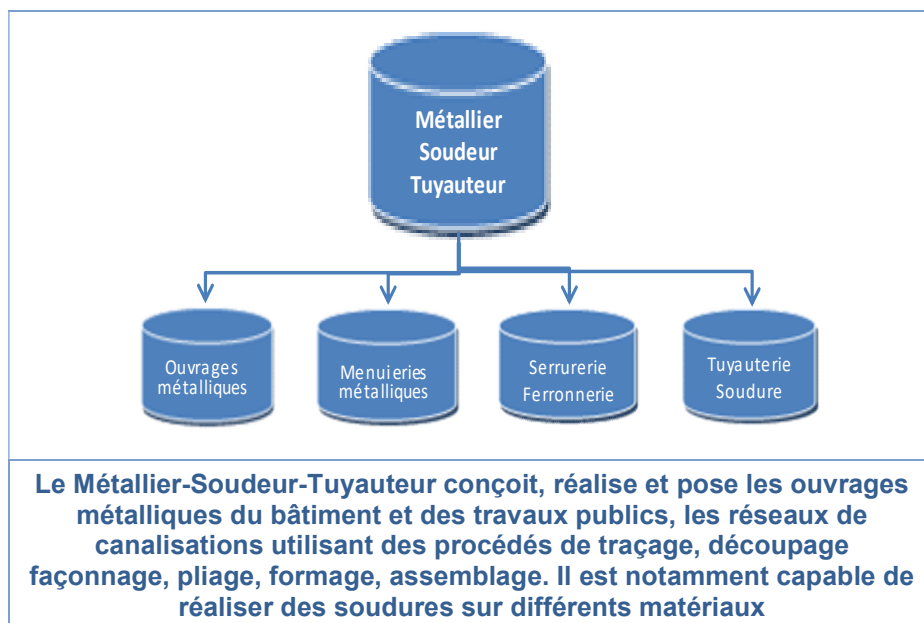 Métallier
Soudeur
Tuyauteur
Ouvrages
métalliques
Menuieries
métalliques
Serrurerie
Ferronnerie
Tuyauterie
Soudure
Le Métallier-Soudeur-Tuyauteur conçoit, réalise et pose les ouvrages
métalliques du bâtiment et des travaux publics, les réseaux de
canalisations utilisant des procédés de traçage, découpage
façonnage, pliage, formage, assemblage. Il est notamment capable de
réaliser des soudures sur différents matériaux